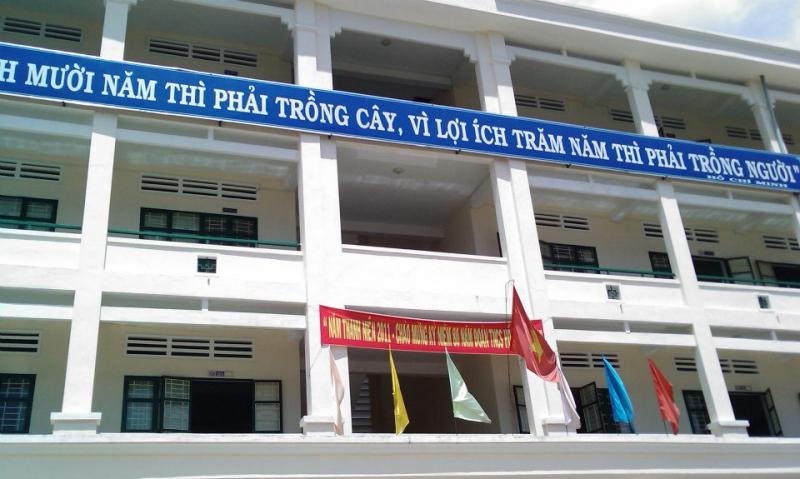 H MƯỜI NĂM THÌ PHẢI TRỒNG CÂY, VÌ LỢI ÍCH TRĂM NĂM THÌ PHẢI TRỒNG NGƯỜI"
HỒ CHÍ MINH
"NĂM THANH NIÊN 2011 - CHÀO MỪNG KỶ NIỆM 80 NĂM ĐOÀN TNCS